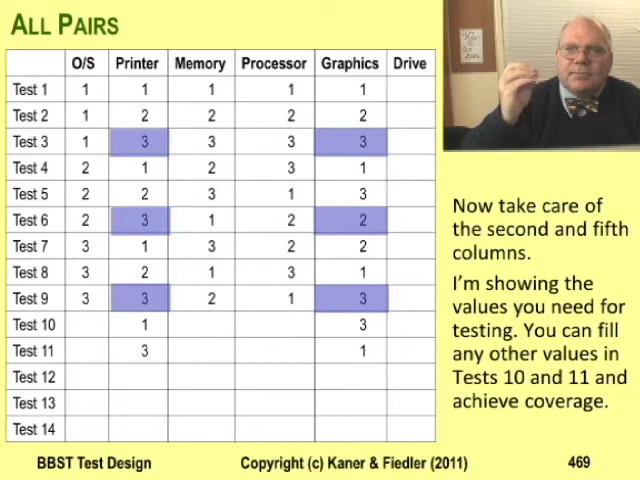 ALL PAIRS
O/S Printer Memory Processor Graphics Drive
Test 1 1 1 1 1 1
Test 2 1 2 2 2 2
Test 3 1 3 3 3 3
Test 4 2 1 2 3 1
Test 5 2 2 3 1 3
Test 6 2 3 1 2 2
Test 7 3 1 3 2 2
Test 8 3 2 1 3 1
Test 9 3 3 2 1 3
Test 10 1 3
Test 11 3 1
Test 12
Test 13
Test 14
Now take care of
the second and fifth
columns.
I'm showing the
values you need for
testing. You can fill
any other values in
Tests 10 and 11 and
achieve coverage.
BBST Test Design Copyright (c) Kaner & Fiedler (2011) 469